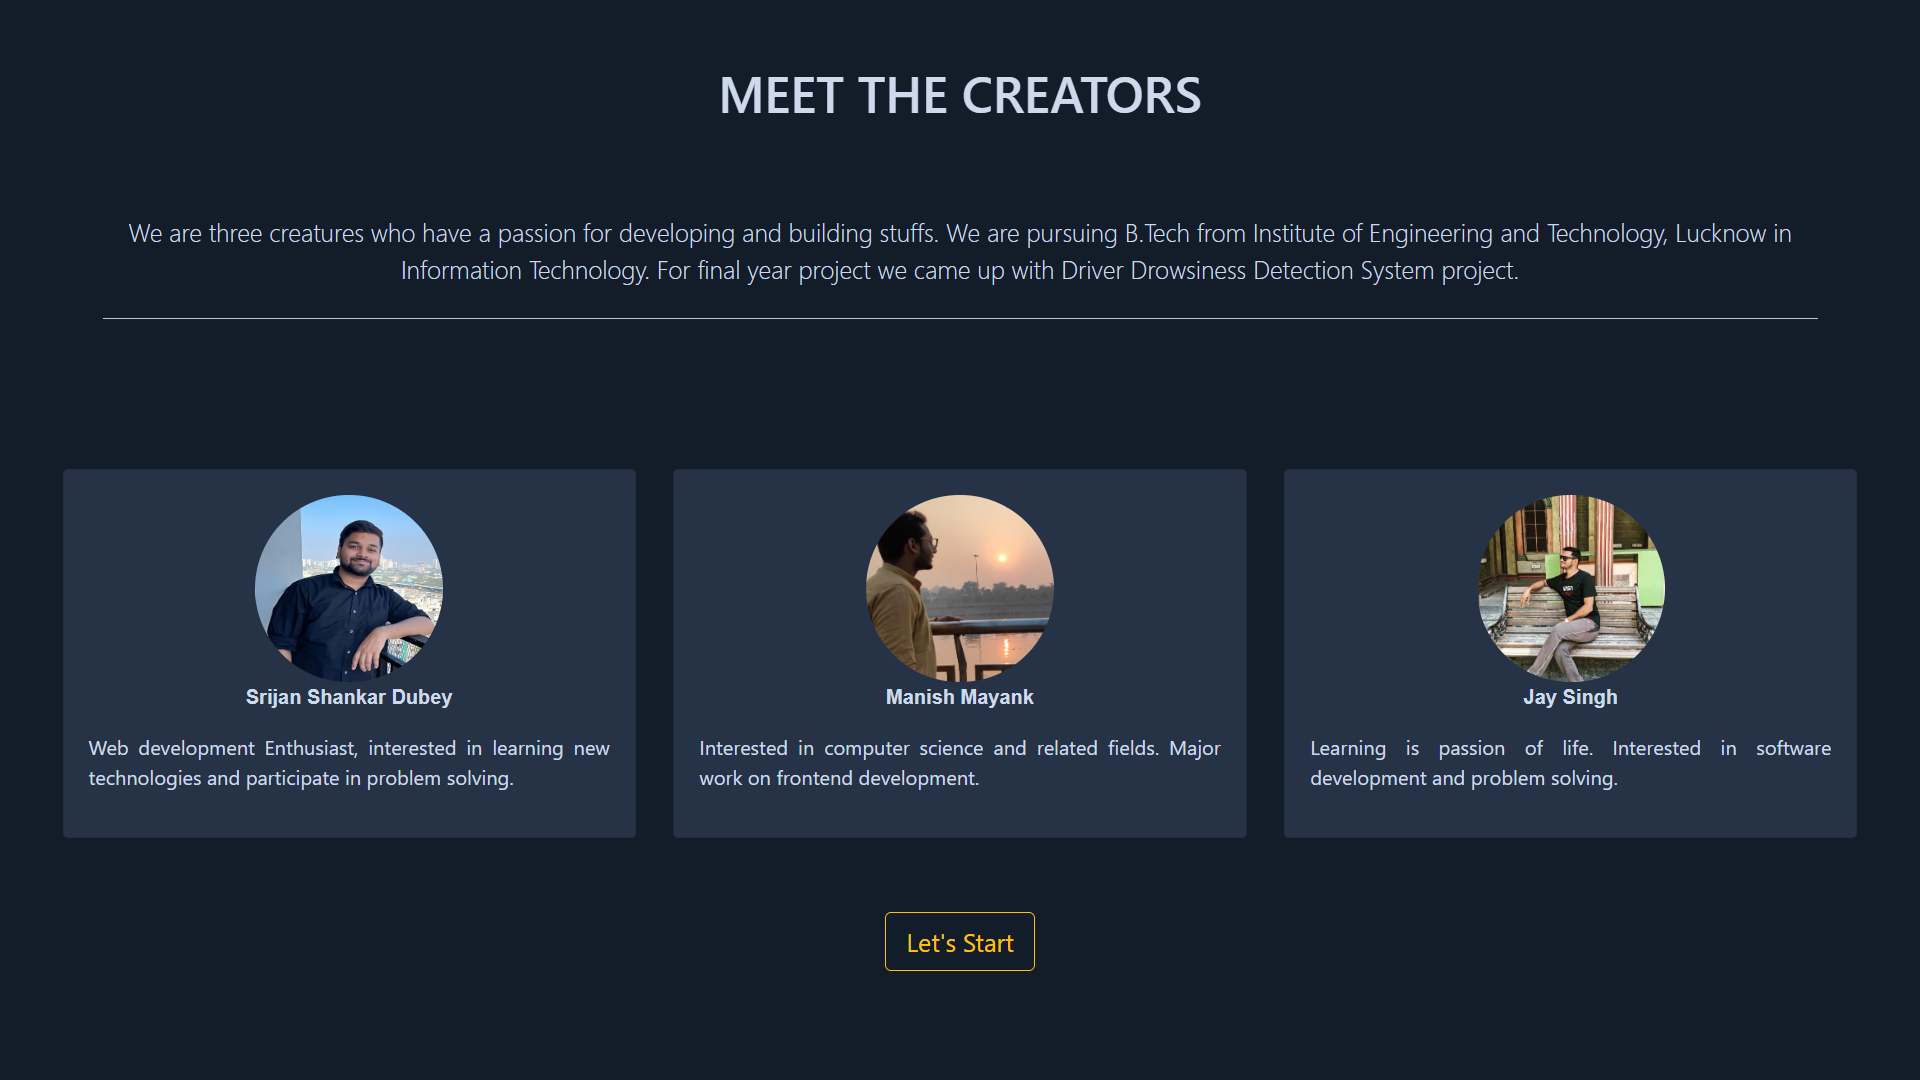 MEET THE CREATORS
We are three creatures who have a passion for developing and building stuffs. We are pursuing B.Tech from Institute of Engineering and Technology, Lucknow in
Information Technology. For final year project we came up with Driver Drowsiness Detection System project.
Srijan Shankar Dubey
Web development Enthusiast, interested in learning new
technologies and participate in problem solving.
Manish Mayank
Interested in computer science and related fields. Major
work on frontend development.
Jay Singh
Learning is passion of life. Interested in software
development and problem solving.
Let's Start